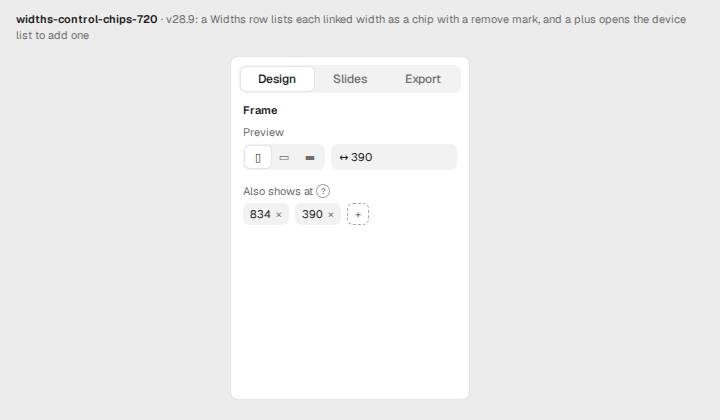 widths-control-chips-720 · v28.9: a Widths row lists each linked width as a chip with a remove mark, and a plus opens the device
list to add one
Design Slides Export
Frame
Preview
↔ 390
Also shows at ?
834 × 390 × +